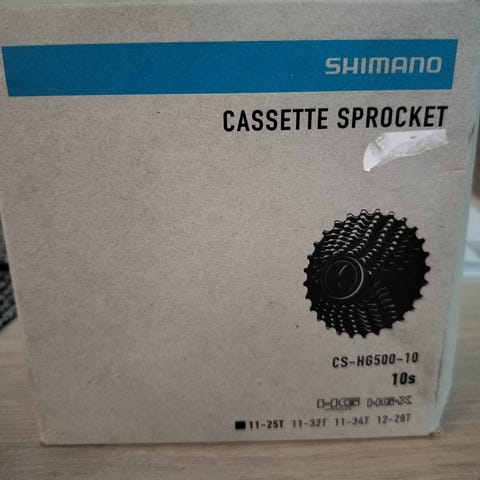 SHIMANO
CASSETTE SPROCKET
CS-HG500-10
10s
HG HG-X
11-25T 11-32T 11-34T 12-28T